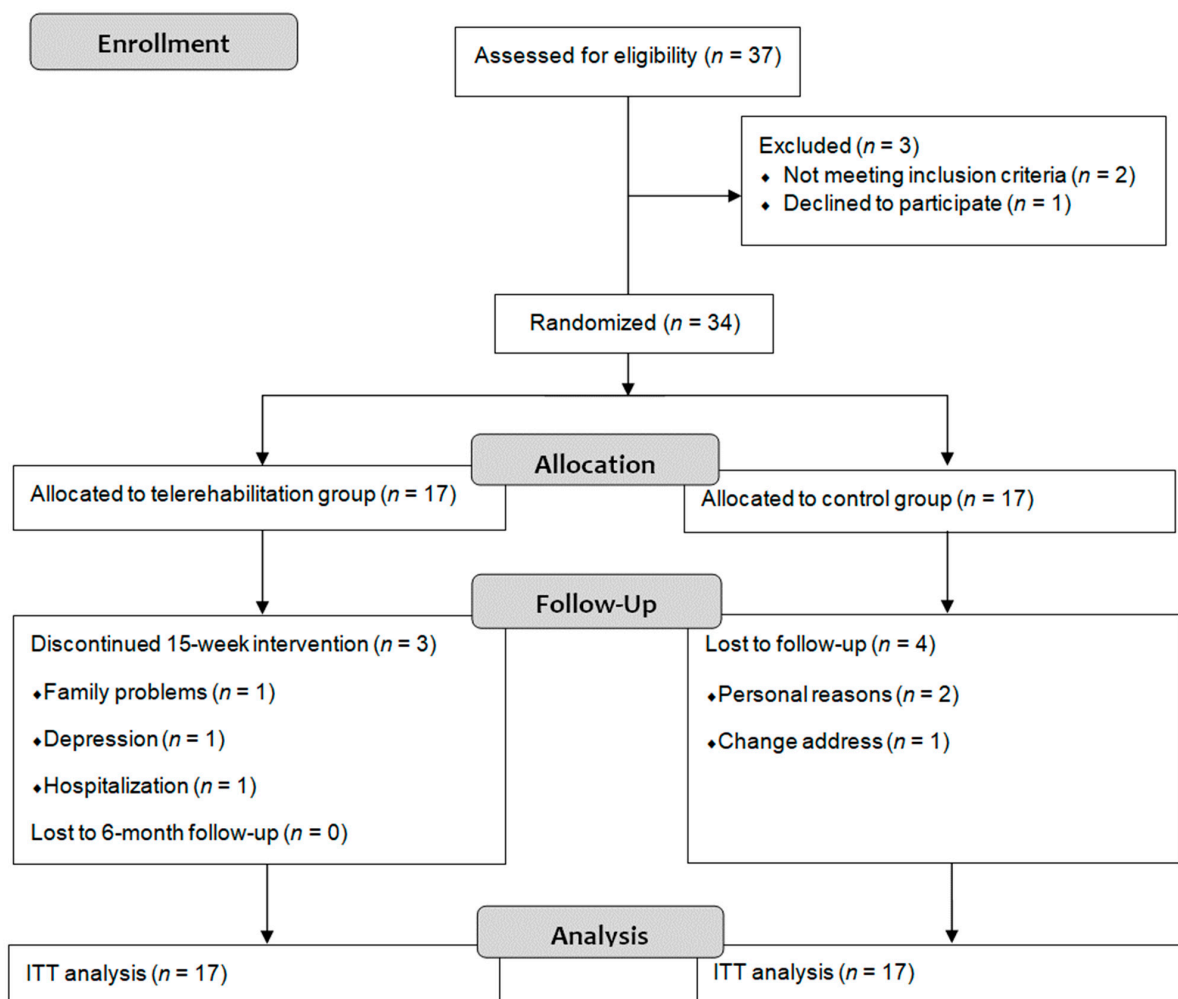 Enrollment
Assessed for eligibility (n = 37)
Excluded (n = 3)
⬥ Not meeting inclusion criteria (n = 2)
⬥ Declined to participate (n = 1)
Randomized (n = 34)
Allocation
Allocated to telerehabilitation group (n = 17)
Allocated to control group (n = 17)
Follow-Up
Discontinued 15-week intervention (n = 3)
⬥Family problems (n = 1)
⬥Depression (n = 1)
⬥Hospitalization (n = 1)
Lost to 6-month follow-up (n = 0)
Lost to follow-up (n = 4)
⬥Personal reasons (n = 2)
⬥Change address (n = 1)
Analysis
ITT analysis (n = 17)
ITT analysis (n = 17)